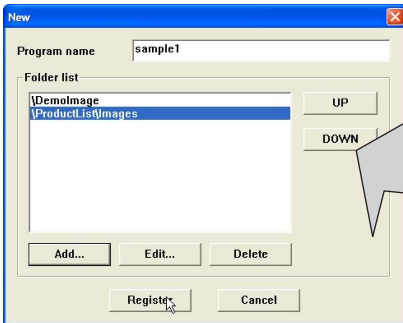 New
Program name
sample1
Folder list
\DemoImage
\ProductList\Images
UP
DOWN
Add...
Edit...
Delete
Register
Cancel